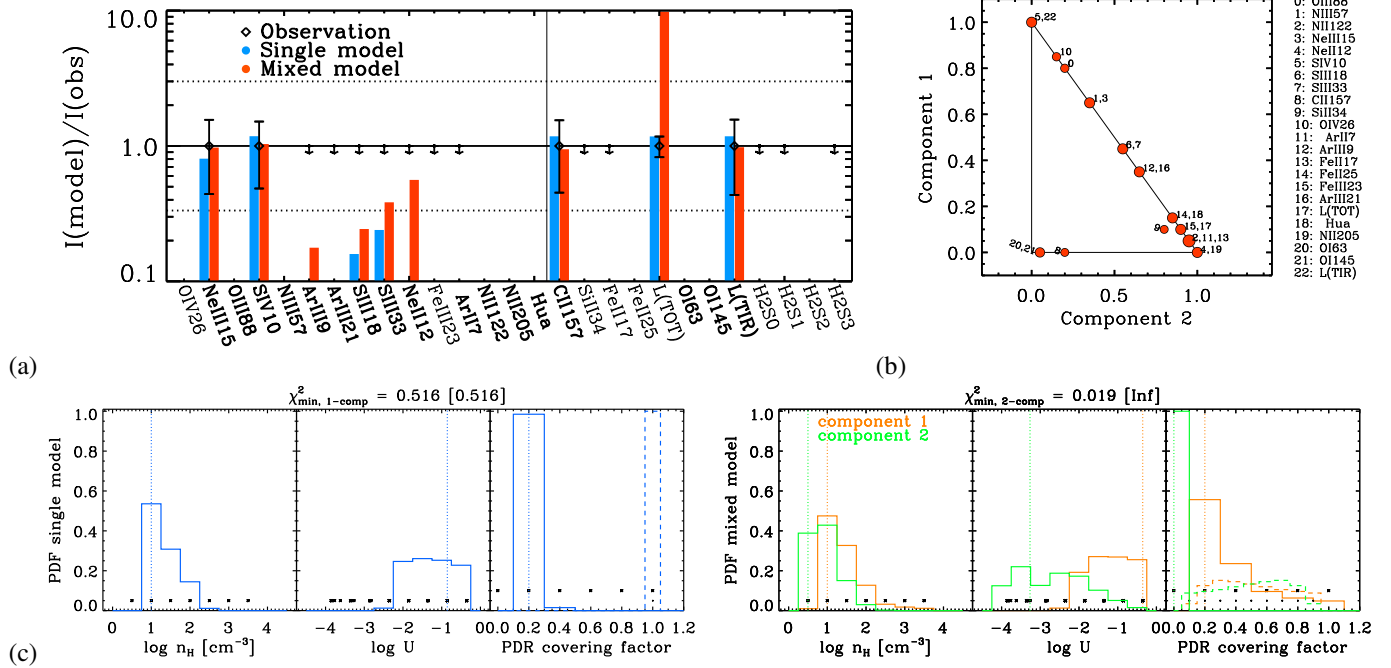 10.0
1.0
0.1
I(model)/I(obs)
Observation
Single model
Mixed model
OIV26
NeIII15
OIII88
SIV10
NIII57
ArIII9
ArIII21
SIII18
SIII33
NeII12
FeIII23
ArII7
NII122
NII205
Hua
CII157
SiII34
FeII17
FeII25
L(TOT)
OI63
OI145
L(TIR)
H2S0
H2S1
H2S2
H2S3
(a)
1.0
0.8
0.6
0.4
0.2
0.0
Component 1
5,22
10
0
1,3
6,7
12,16
14,18
15,17
9
2,11,13
4,19
20,21
8
0.0 0.5 1.0
Component 2
0: OIII88
1: NIII57
2: NII122
3: NeIII15
4: NeII12
5: SIV10
6: SIII18
7: SIII33
8: CII157
9: SiII34
10: OIV26
11: ArII7
12: ArIII9
13: FeII17
14: FeII25
15: FeIII23
16: ArIII21
17: L(TOT)
18: Hua
19: NII205
20: OI63
21: OI145
22: L(TIR)
(b)
χ²min, 1-comp = 0.516 [0.516]
1.0
0.8
0.6
0.4
0.2
0.0
PDF single model
0 1 2 3 4
log nH [cm⁻³]
-4 -3 -2 -1 0
log U
0.0 0.2 0.4 0.6 0.8 1.0 1.2
PDR covering factor
χ²min, 2-comp = 0.019 [Inf]
component 1
component 2
1.0
0.8
0.6
0.4
0.2
0.0
PDF mixed model
0 1 2 3 4
log nH [cm⁻³]
-4 -3 -2 -1 0
log U
0.0 0.2 0.4 0.6 0.8 1.0 1.2
PDR covering factor
(c)